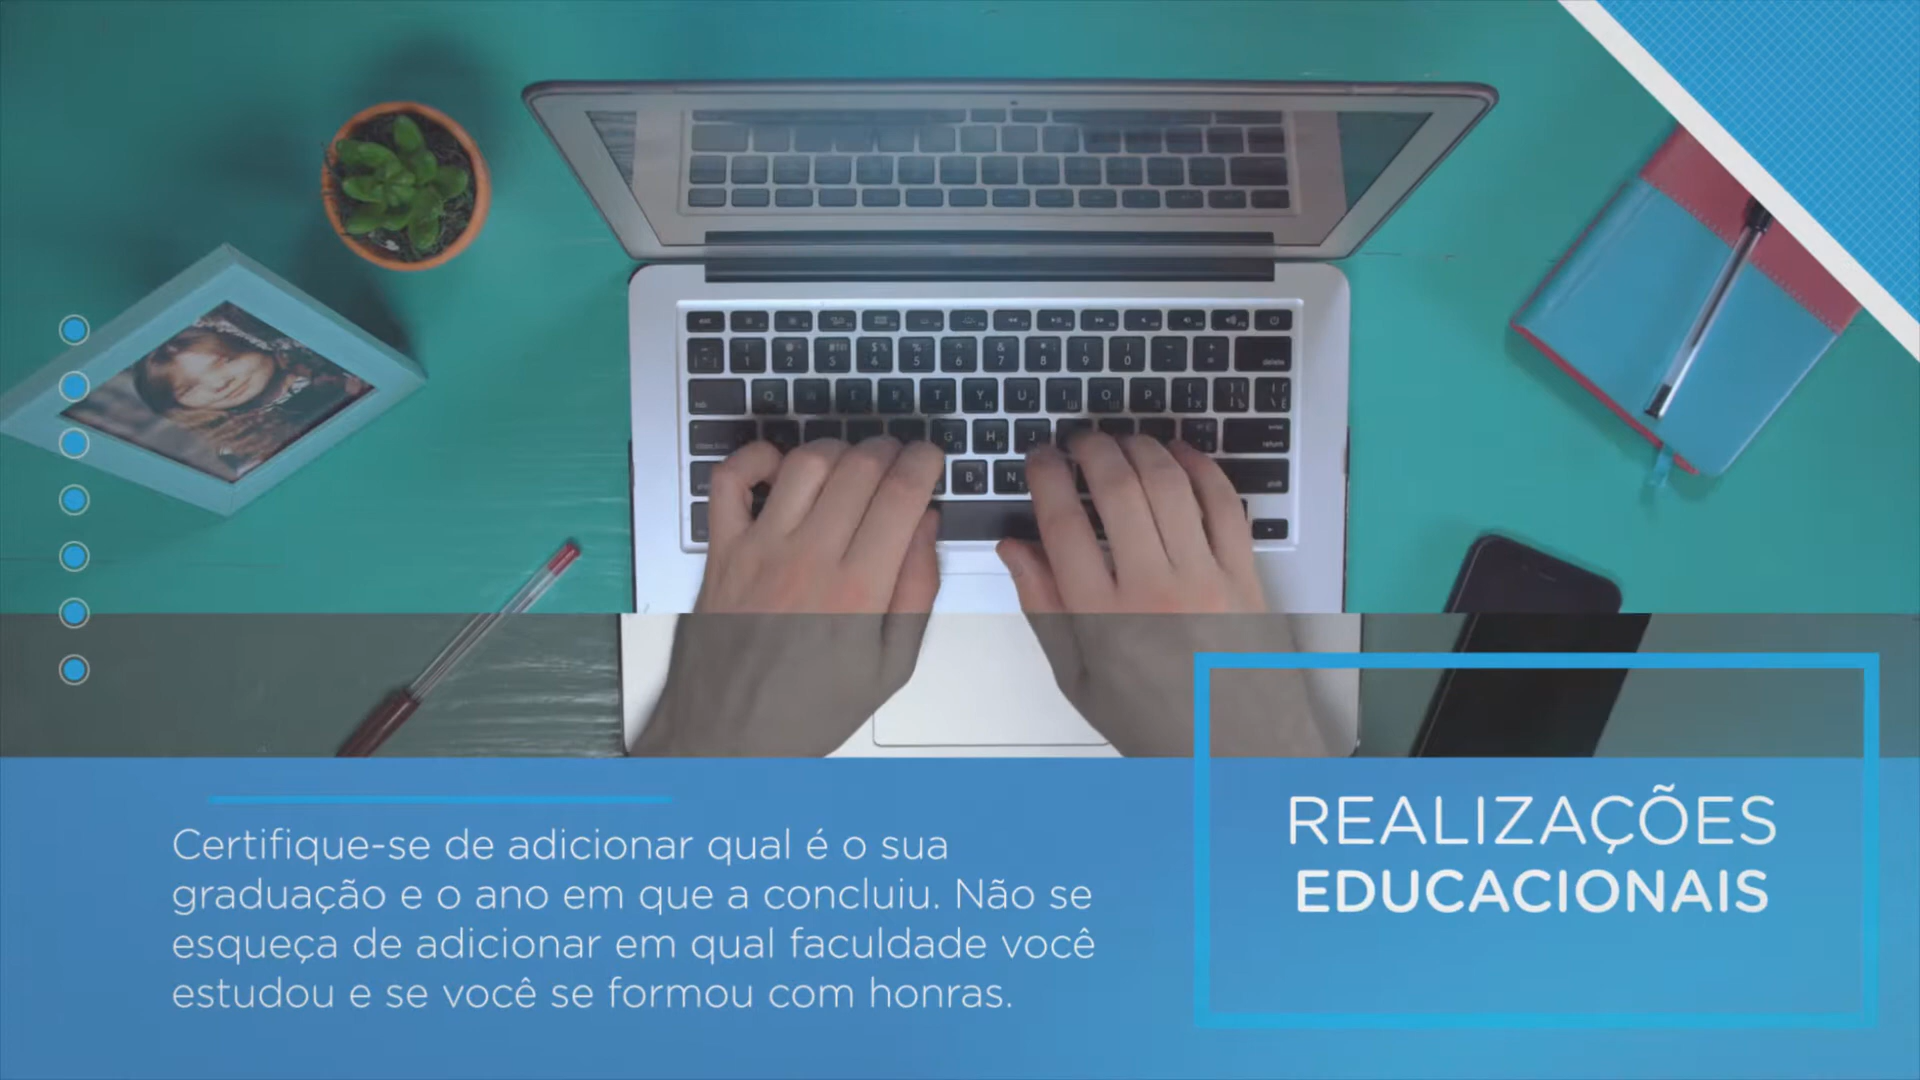 Certifique-se de adicionar qual é o sua
graduação e o ano em que a concluiu. Não se
esqueça de adicionar em qual faculdade você
estudou e se você se formou com honras.
REALIZAÇÕES
EDUCACIONAIS